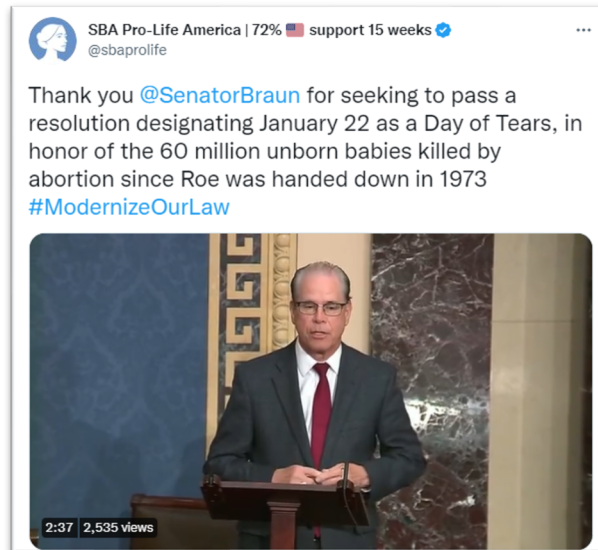 SBA Pro-Life America | 72% 🇺🇸 support 15 weeks
@sbaprolife
Thank you @SenatorBraun for seeking to pass a
resolution designating January 22 as a Day of Tears, in
honor of the 60 million unborn babies killed by
abortion since Roe was handed down in 1973
#ModernizeOurLaw
2:37 2,535 views